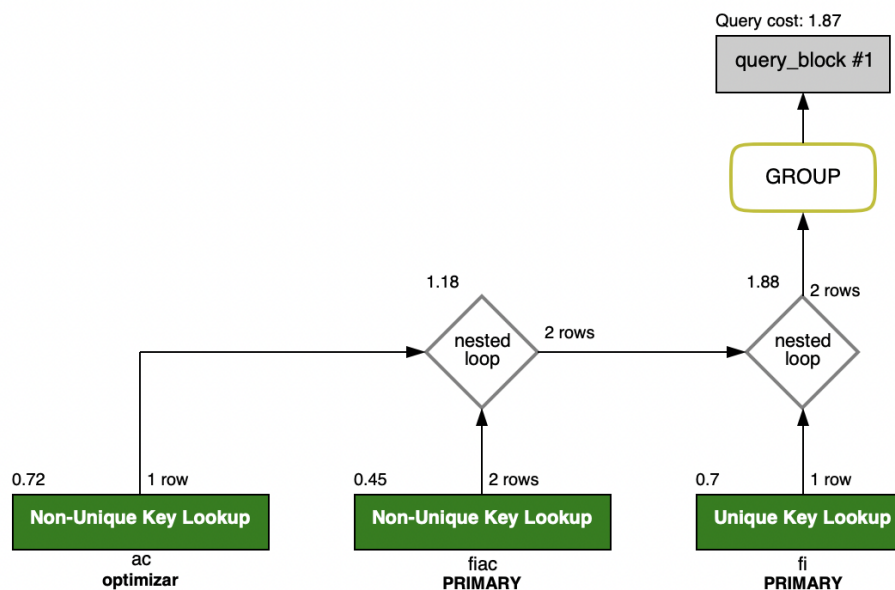 Query cost: 1.87
query_block #1
GROUP
1.18
1.88
2 rows
nested
loop
2 rows
nested
loop
0.72
1 row
0.45
2 rows
0.7
1 row
Non-Unique Key Lookup
Non-Unique Key Lookup
Unique Key Lookup
ac
optimizar
fiac
PRIMARY
fi
PRIMARY